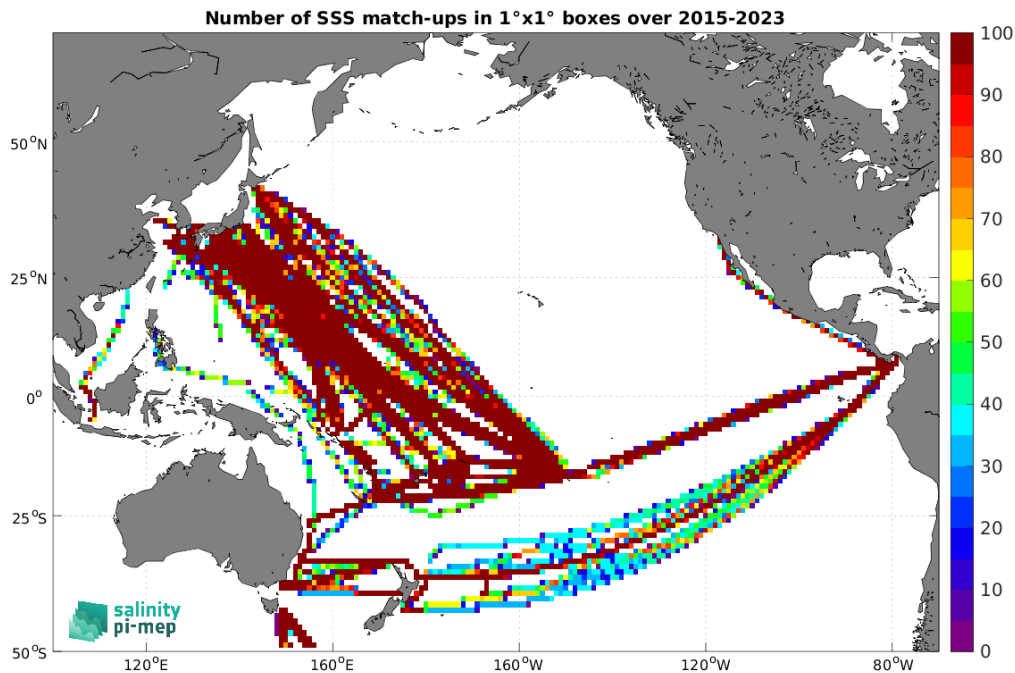 Number of SSS match-ups in 1°x1° boxes over 2015-2023
50°N
25°N
0°
25°S
50°S
120°E
160°E
160°W
120°W
80°W
100
90
80
70
60
50
40
30
20
10
0
salinity
pi-mep